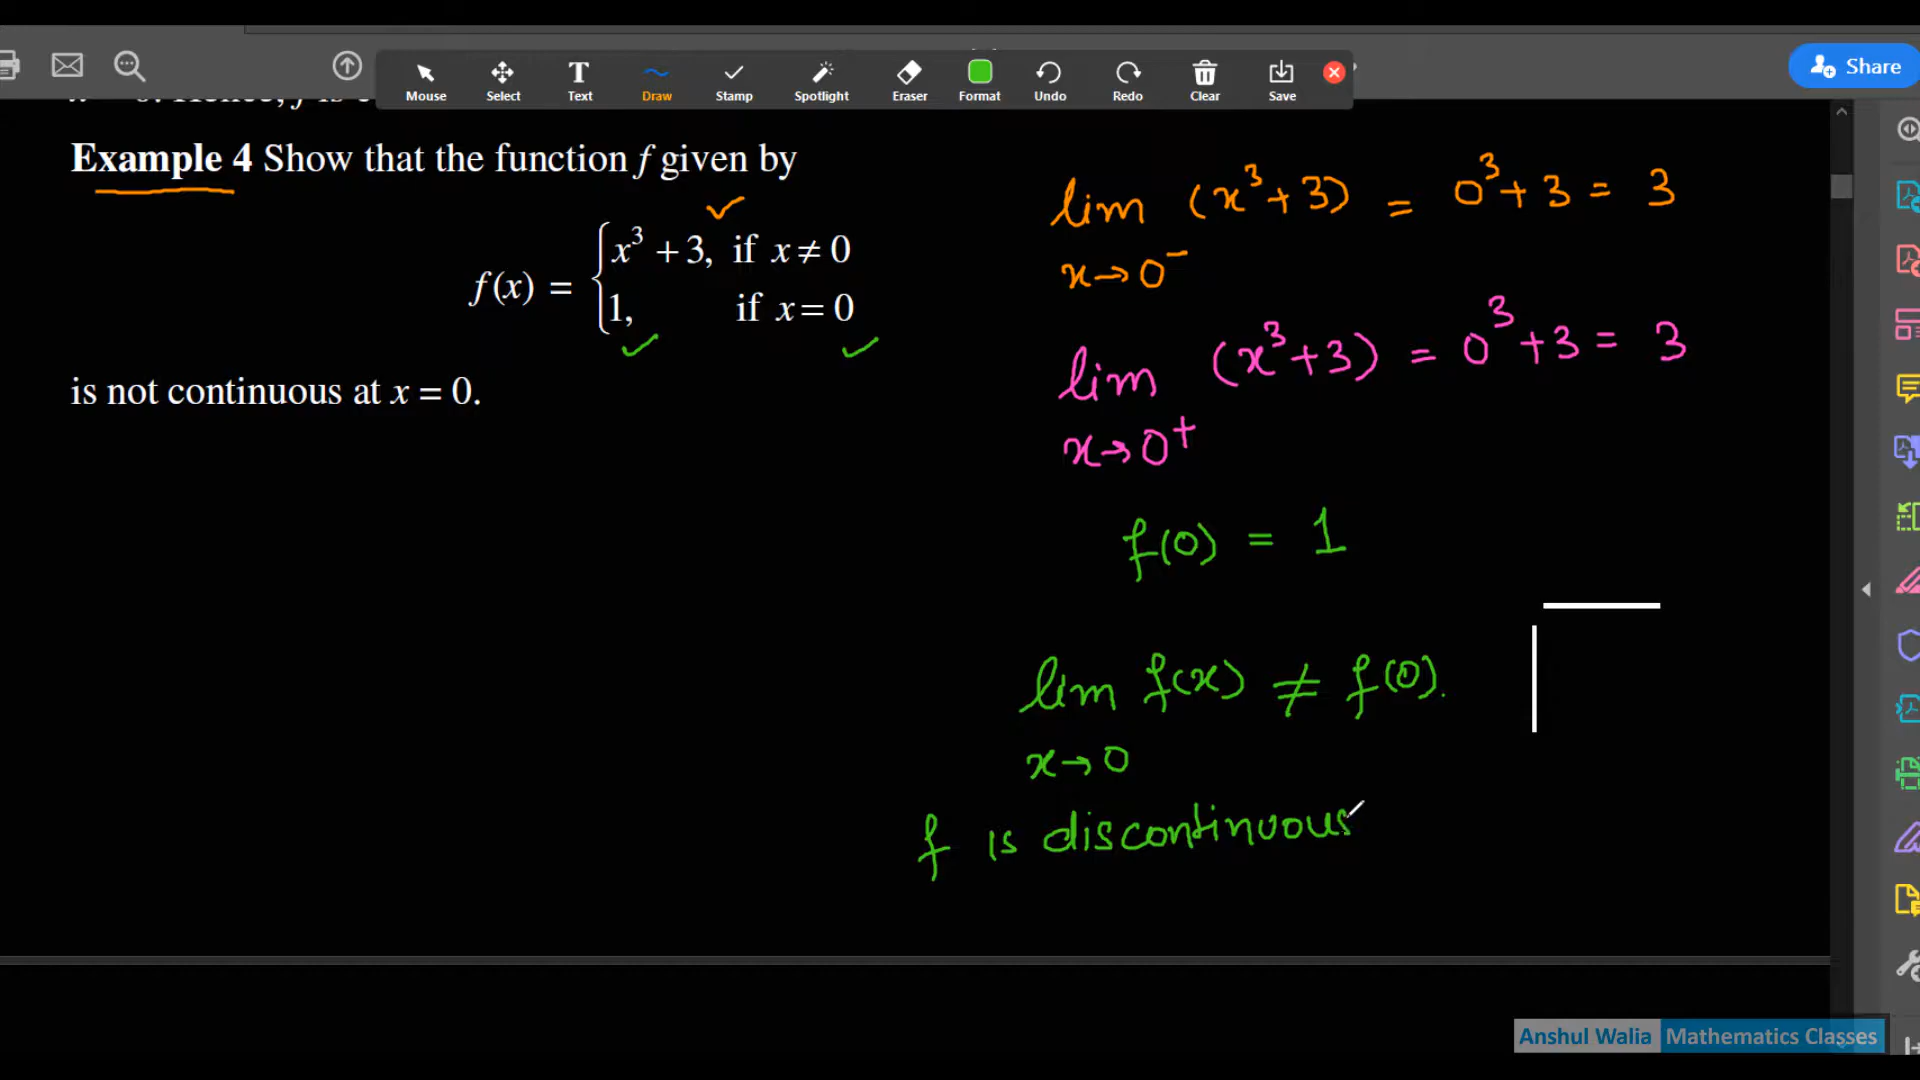 Share
Mouse Select Text Draw Stamp Spotlight Eraser Format Undo Redo Clear Save
Example 4 Show that the function f given by
f(x) = { x³ + 3, if x ≠ 0
1, if x = 0
is not continuous at x = 0.
lim (x³+3) = 0³+3 = 3
x→0⁻
lim (x³+3) = 0³+3 = 3
x→0⁺
f(0) = 1
lim f(x) ≠ f(0).
x→0
f is discontinuous
Anshul Walia Mathematics Classes